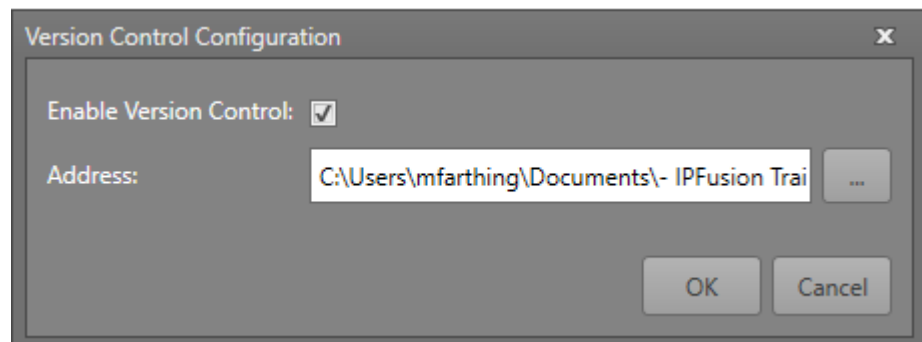 Version Control Configuration x
Enable Version Control:
Address: C:\Users\mfarthing\Documents\- IPFusion Trai ...
OK Cancel